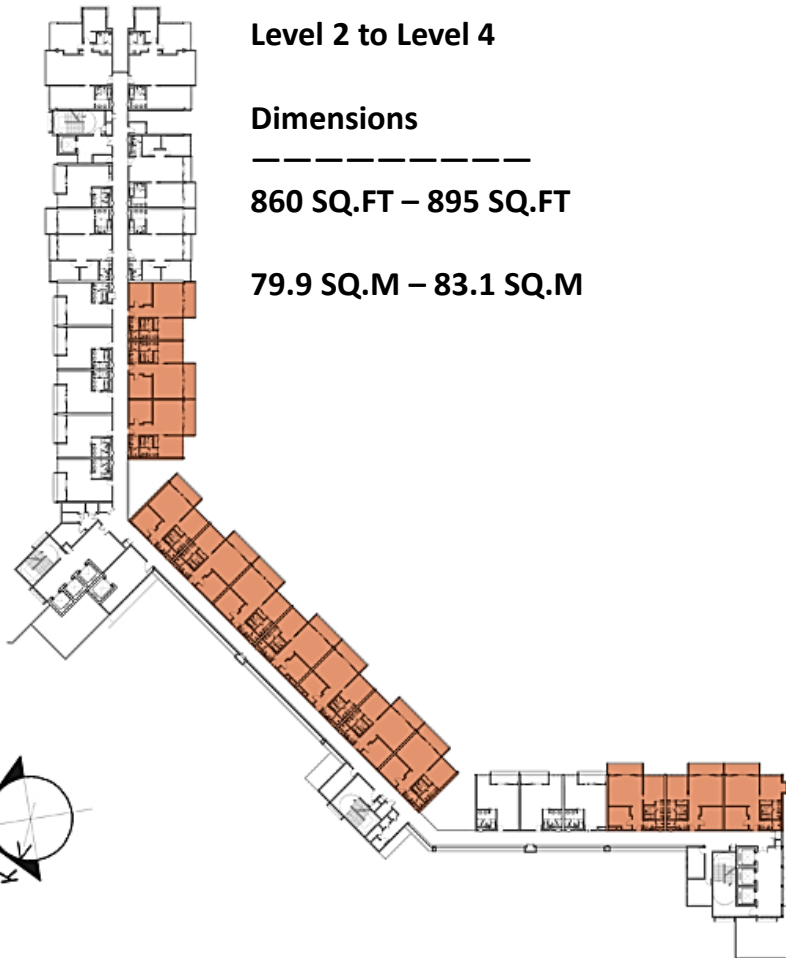 Level 2 to Level 4
Dimensions
—————————
860 SQ.FT – 895 SQ.FT
79.9 SQ.M – 83.1 SQ.M